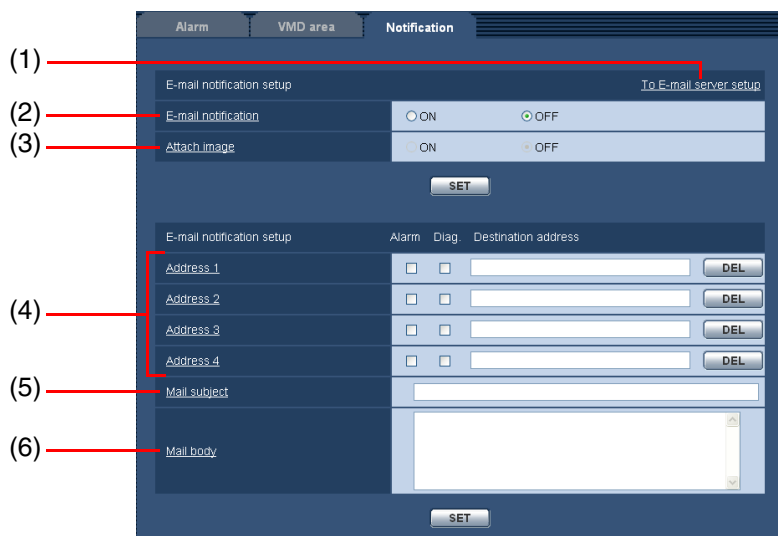 Alarm VMD area Notification
(1)
E-mail notification setup To E-mail server setup
(2) E-mail notification ON OFF
(3) Attach image ON OFF
SET
E-mail notification setup Alarm Diag. Destination address
Address 1 DEL
Address 2 DEL
(4)
Address 3 DEL
Address 4 DEL
(5) Mail subject
(6) Mail body
SET